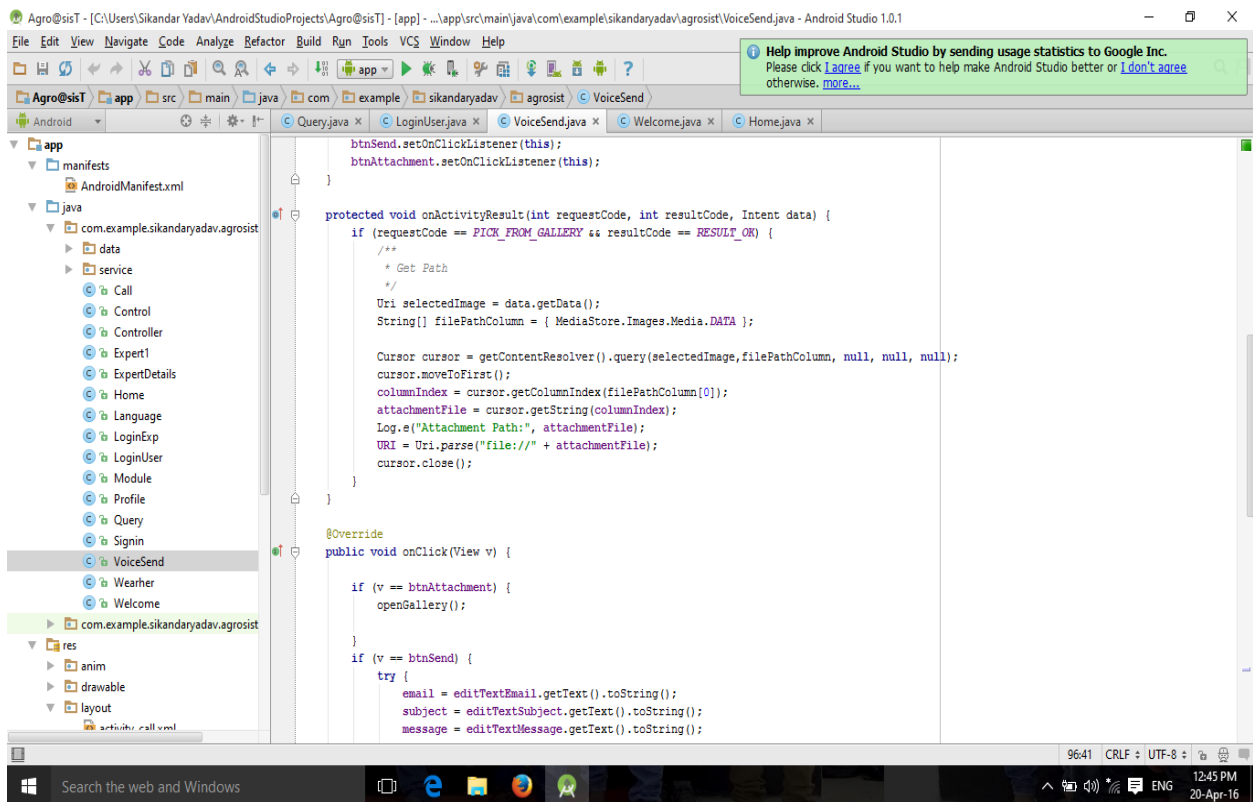 Agro@sisT - [C:\Users\Sikandar Yadav\AndroidStudioProjects\Agro@sisT] - [app] - ...\app\src\main\java\com\example\sikandaryadav\agrosist\VoiceSend.java - Android Studio 1.0.1
File Edit View Navigate Code Analyze Refactor Build Run Tools VCS Window Help
Help improve Android Studio by sending usage statistics to Google Inc.
Please click I agree if you want to help make Android Studio better or I don't agree
otherwise. more...
app
Agro@sisT app src main java com example sikandaryadav agrosist VoiceSend
Android
Query.java LoginUser.java VoiceSend.java Welcome.java Home.java
app
manifests
AndroidManifest.xml
java
com.example.sikandaryadav.agrosist
data
service
Call
Control
Controller
Expert1
ExpertDetails
Home
Language
LoginExp
LoginUser
Module
Profile
Query
Signin
VoiceSend
Wearher
Welcome
com.example.sikandaryadav.agrosist
res
anim
drawable
layout
activity_call.xml
btnSend.setOnClickListener(this);
btnAttachment.setOnClickListener(this);
}
protected void onActivityResult(int requestCode, int resultCode, Intent data) {
if (requestCode == PICK_FROM_GALLERY && resultCode == RESULT_OK) {
/**
* Get Path
*/
Uri selectedImage = data.getData();
String[] filePathColumn = { MediaStore.Images.Media.DATA };
Cursor cursor = getContentResolver().query(selectedImage,filePathColumn, null, null, null);
cursor.moveToFirst();
columnIndex = cursor.getColumnIndex(filePathColumn[0]);
attachmentFile = cursor.getString(columnIndex);
Log.e("Attachment Path:", attachmentFile);
URI = Uri.parse("file://" + attachmentFile);
cursor.close();
}
}
@Override
public void onClick(View v) {
if (v == btnAttachment) {
openGallery();
}
if (v == btnSend) {
try {
email = editTextEmail.getText().toString();
subject = editTextSubject.getText().toString();
message = editTextMessage.getText().toString();
96:41 CRLF UTF-8
Search the web and Windows
ENG
12:45 PM
20-Apr-16